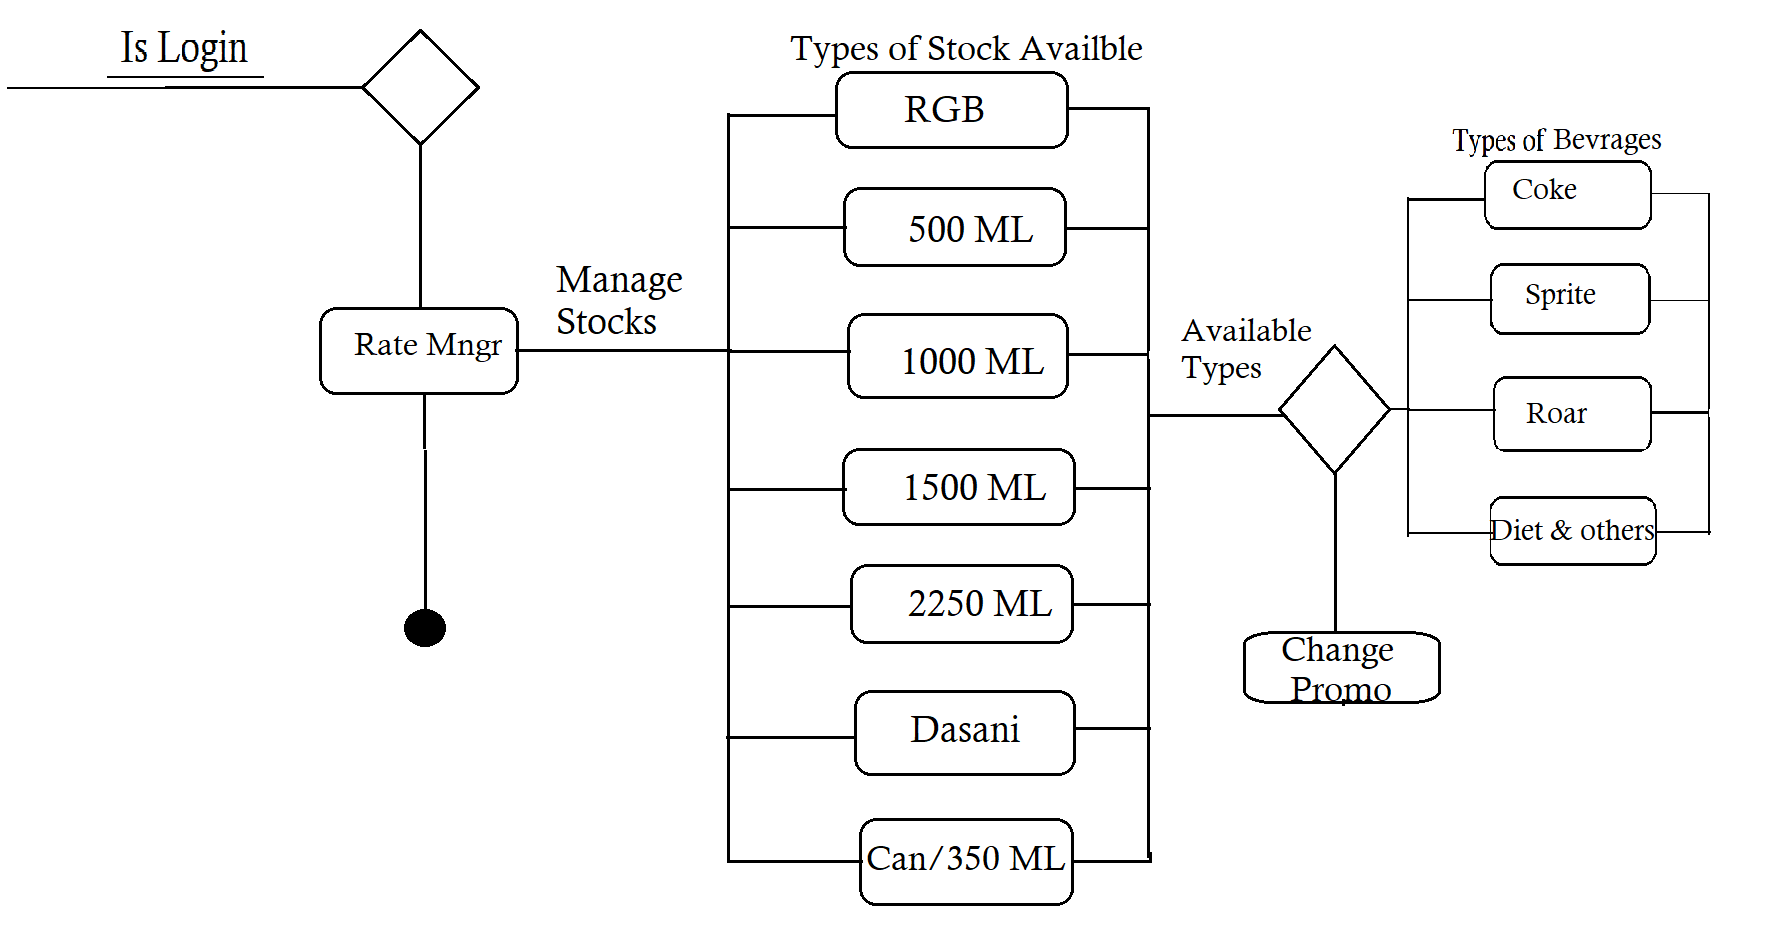 Is Login
Rate Mngr
Manage
Stocks
Types of Stock Availble
RGB
500 ML
1000 ML
1500 ML
2250 ML
Dasani
Can/350 ML
Available
Types
Change
Promo
Types of Bevrages
Coke
Sprite
Roar
Diet & others